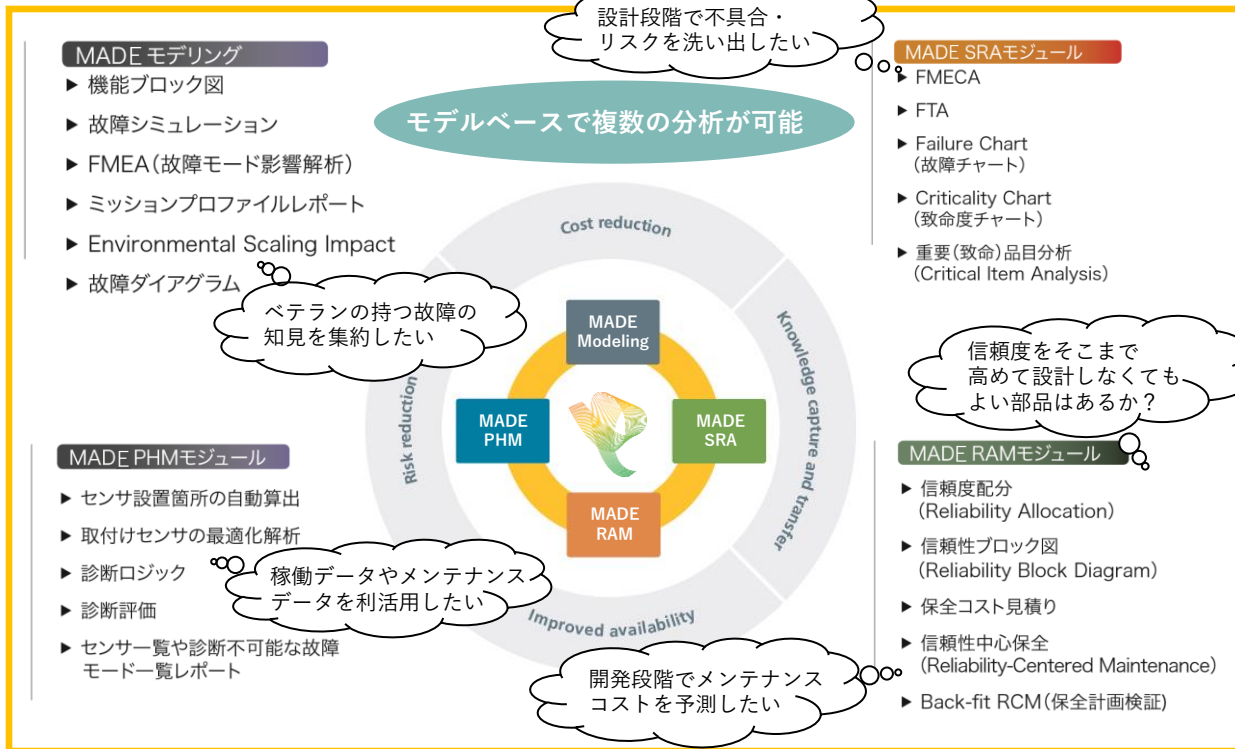 設計段階で不具合・
リスクを洗い出したい
MADE モデリング
▶ 機能ブロック図
▶ 故障シミュレーション
▶ FMEA(故障モード影響解析)
▶ ミッションプロファイルレポート
▶ Environmental Scaling Impact
▶ 故障ダイアグラム
モデルベースで複数の分析が可能
MADE SRAモジュール
▶ FMECA
▶ FTA
▶ Failure Chart
(故障チャート)
▶ Criticality Chart
(致命度チャート)
▶ 重要(致命)品目分析
(Critical Item Analysis)
ベテランの持つ故障の
知見を集約したい
Cost reduction
Knowledge capture and transfer
Improved availability
Risk reduction
MADE
Modeling
MADE
PHM
MADE
SRA
MADE
RAM
信頼度をそこまで
高めて設計しなくても
よい部品はあるか？
MADE PHMモジュール
▶ センサ設置箇所の自動算出
▶ 取付けセンサの最適化解析
▶ 診断ロジック
▶ 診断評価
▶ センサ一覧や診断不可能な故障
モード一覧レポート
稼働データやメンテナンス
データを利活用したい
MADE RAMモジュール
▶ 信頼度配分
(Reliability Allocation)
▶ 信頼性ブロック図
(Reliability Block Diagram)
▶ 保全コスト見積り
▶ 信頼性中心保全
(Reliability-Centered Maintenance)
▶ Back-fit RCM(保全計画検証)
開発段階でメンテナンス
コストを予測したい